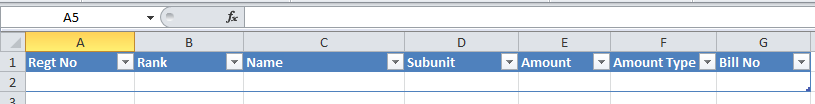 A5 fx
A B C D E F G
1 Regt No Rank Name Subunit Amount Amount Type Bill No
2
3